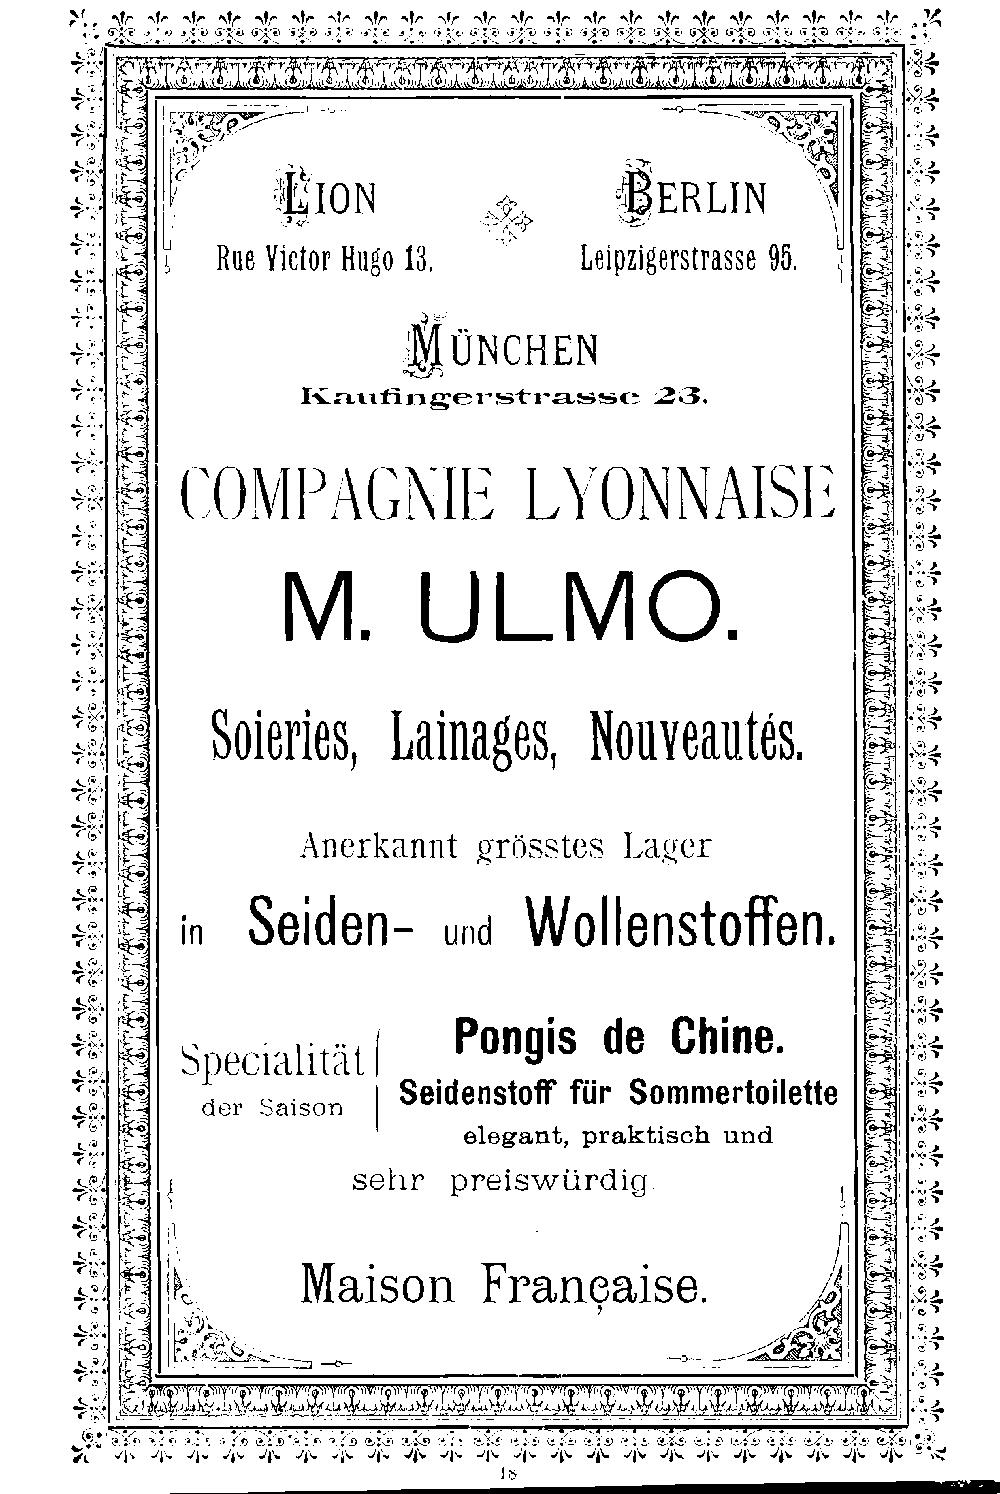 LION BERLIN
Rue Victor Hugo 13. Leipzigerstrasse 95.
MÜNCHEN
Kaufingerstrasse 23.
COMPAGNIE LYONNAISE
M. ULMO.
Soieries, Lainages, Nouveautés.
Anerkannt grösstes Lager
in Seiden- und Wollenstoffen.
Specialität
der Saison
Pongis de Chine.
Seidenstoff für Sommertoilette
elegant, praktisch und
sehr preiswürdig.
Maison Française.
18